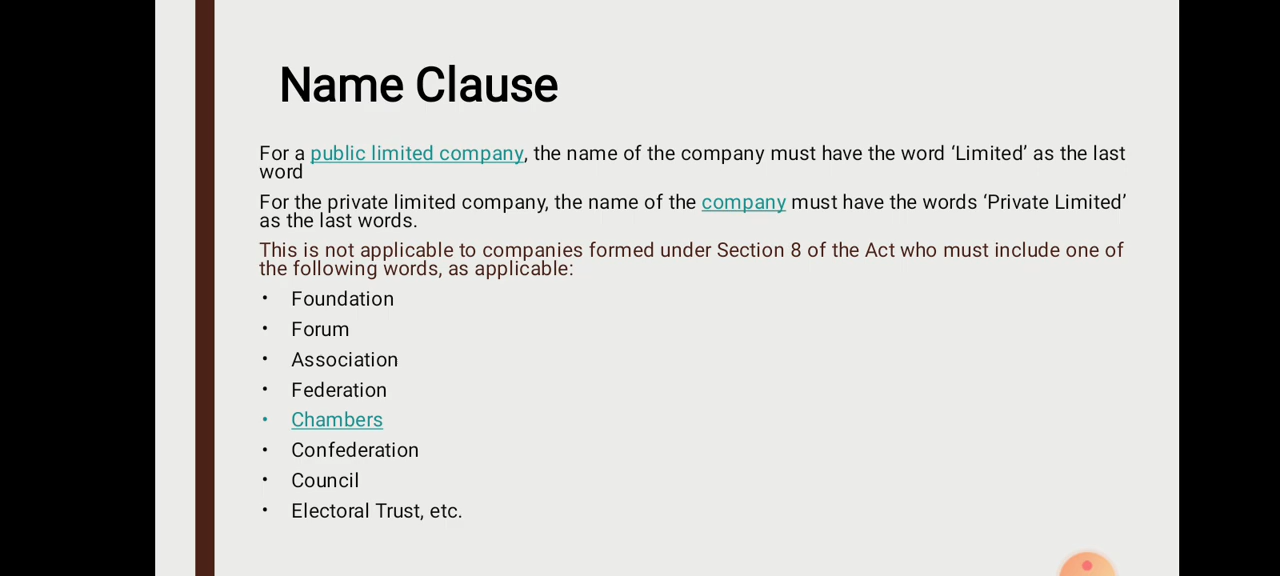 Name Clause
For a public limited company, the name of the company must have the word ‘Limited’ as the last
word
For the private limited company, the name of the company must have the words ‘Private Limited’
as the last words.
This is not applicable to companies formed under Section 8 of the Act who must include one of
the following words, as applicable:
• Foundation
• Forum
• Association
• Federation
• Chambers
• Confederation
• Council
• Electoral Trust, etc.